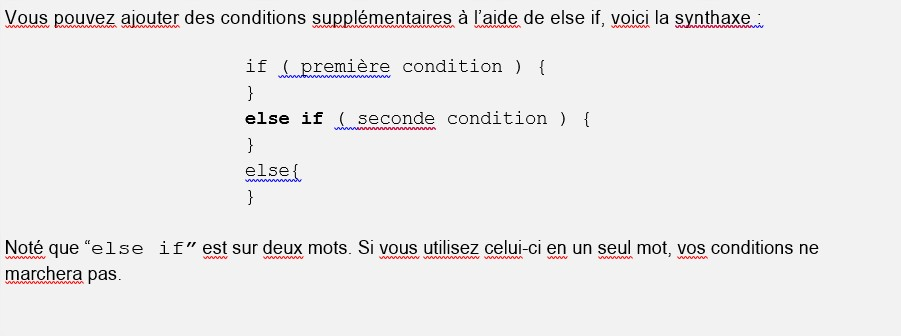 Vous pouvez ajouter des conditions supplémentaires à l’aide de else if, voici la synthaxe :
if ( première condition ) {
}
else if ( seconde condition ) {
}
else{
}
Noté que “else if” est sur deux mots. Si vous utilisez celui-ci en un seul mot, vos conditions ne
marchera pas.